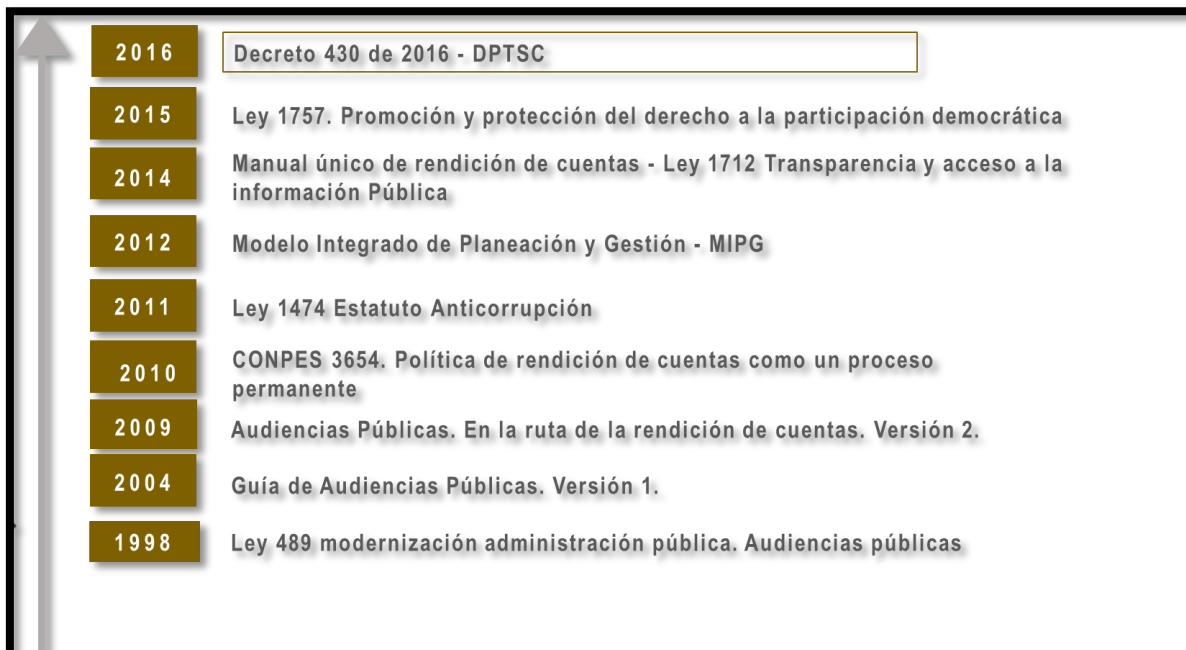 2016
Decreto 430 de 2016 - DPTSC
2015
Ley 1757. Promoción y protección del derecho a la participación democrática
2014
Manual único de rendición de cuentas - Ley 1712 Transparencia y acceso a la
información Pública
2012
Modelo Integrado de Planeación y Gestión - MIPG
2011
Ley 1474 Estatuto Anticorrupción
2010
CONPES 3654. Política de rendición de cuentas como un proceso
permanente
2009
Audiencias Públicas. En la ruta de la rendición de cuentas. Versión 2.
2004
Guía de Audiencias Públicas. Versión 1.
1998
Ley 489 modernización administración pública. Audiencias públicas